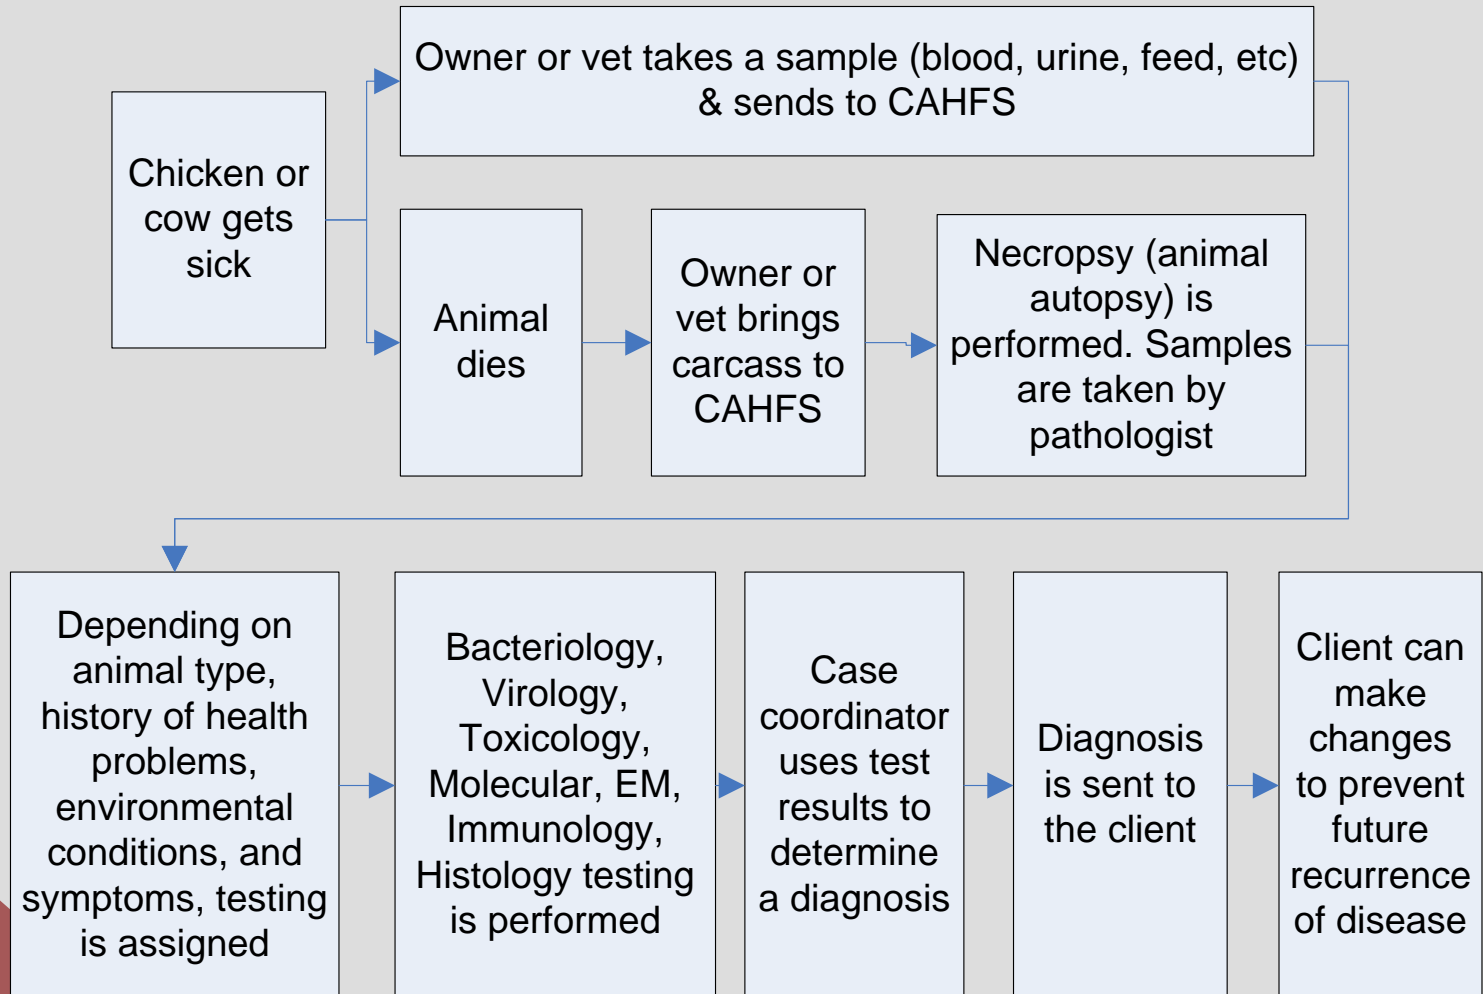 Owner or vet takes a sample (blood, urine, feed, etc)
& sends to CAHFS
Chicken or
cow gets
sick
Animal
dies
Owner or
vet brings
carcass to
CAHFS
Necropsy (animal
autopsy) is
performed. Samples
are taken by
pathologist
Depending on
animal type,
history of health
problems,
environmental
conditions, and
symptoms, testing
is assigned
Bacteriology,
Virology,
Toxicology,
Molecular, EM,
Immunology,
Histology testing
is performed
Case
coordinator
uses test
results to
determine
a diagnosis
Diagnosis
is sent to
the client
Client can
make
changes
to prevent
future
recurrence
of disease